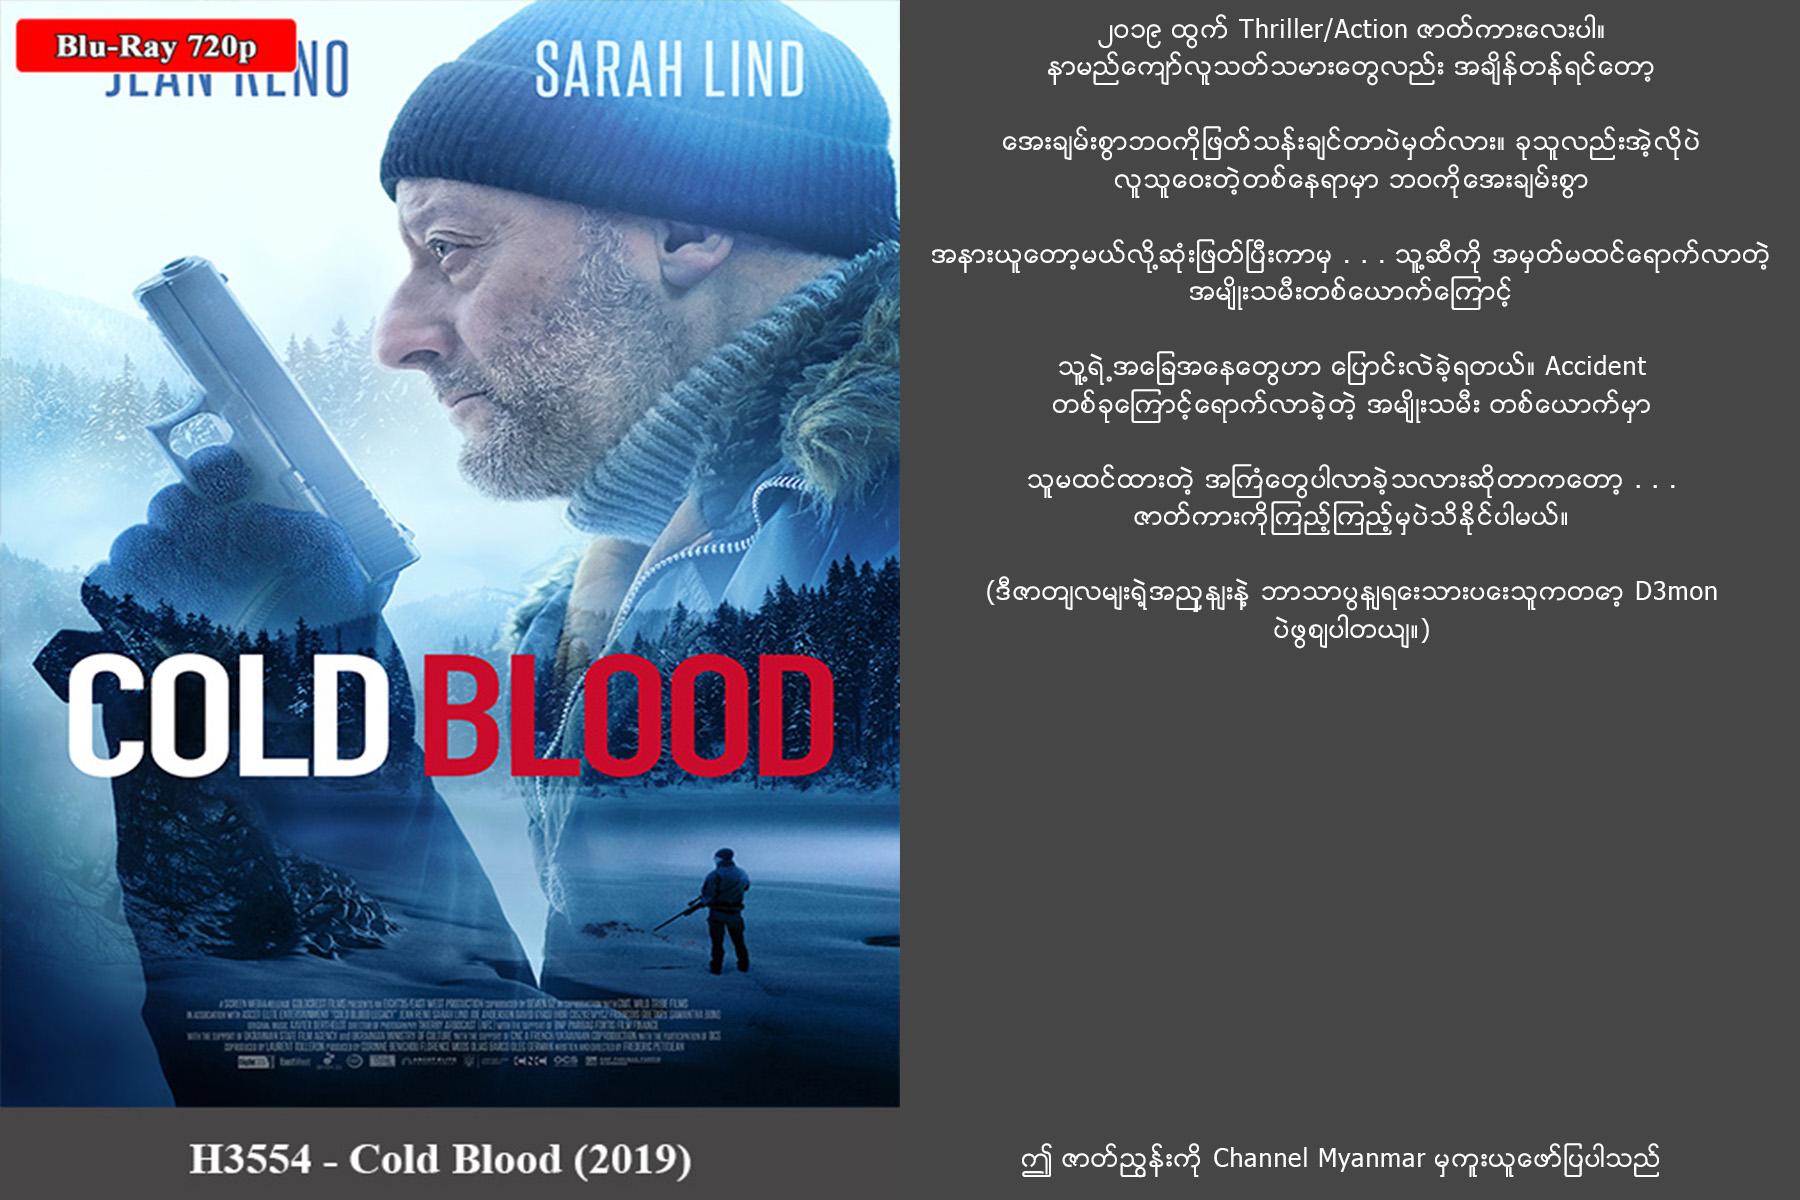 Blu-Ray 720p
JEAN RENO
SARAH LIND
COLD BLOOD
H3554 - Cold Blood (2019)
၂၀၁၉ ထွက် Thriller/Action ဇာတ်ကားလေးပါ။
နာမည်ကျော်လူသတ်သမားတွေလည်း အချိန်တန်ရင်တော့
အေးချမ်းစွာဘဝကိုဖြတ်သန်းချင်တာပဲမှတ်လား။ ခုသူလည်းအဲ့လိုပဲ
လူသူဝေးတဲ့တစ်နေရာမှာ ဘဝကိုအေးချမ်းစွာ
အနားယူတော့မယ်လို့ဆုံးဖြတ်ပြီးကာမှ . . . သူ့ဆီကို အမှတ်မထင်ရောက်လာတဲ့
အမျိုးသမီးတစ်ယောက်ကြောင့်
သူ့ရဲ့အခြေအနေတွေဟာ ပြောင်းလဲခဲ့ရတယ်။ Accident
တစ်ခုကြောင့်ရောက်လာခဲ့တဲ့ အမျိုးသမီး တစ်ယောက်မှာ
သူမထင်ထားတဲ့ အကြံတွေပါလာခဲ့သလားဆိုတာကတော့ . . .
ဇာတ်ကားကိုကြည့်ကြည့်မှပဲသိနိုင်ပါမယ်။
(ဒီဇာတျလမျးရဲ့အညှနျးနဲ့ ဘာသာပွနျရေးသားပေးသူကတော့ D3mon
ပဲဖွစျပါတယျ။)
ဤ ဇာတ်ညွှန်းကို Channel Myanmar မှကူးယူဖော်ပြပါသည်